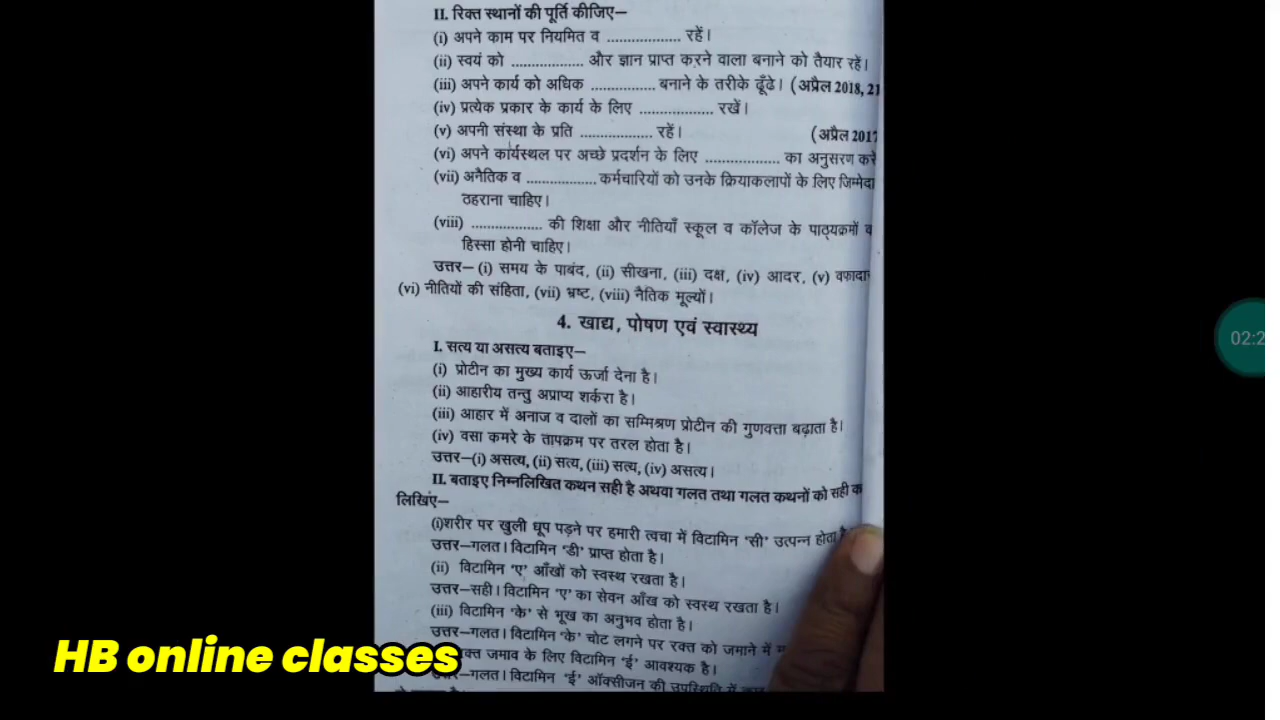 II. रिक्त स्थानों की पूर्ति कीजिए–
(i) अपने काम पर नियमित व ................. रहें।
(ii) स्वयं को ................. और ज्ञान प्राप्त करने वाला बनाने को तैयार रहें।
(iii) अपने कार्य को अधिक ............... बनाने के तरीके ढूँढे। (अप्रैल 2018, 21
(iv) प्रत्येक प्रकार के कार्य के लिए ................. रखें।
(v) अपनी संस्था के प्रति ................. रहें। (अप्रैल 2017
(vi) अपने कार्यस्थल पर अच्छे प्रदर्शन के लिए ................. का अनुसरण करें
(vii) अनैतिक व ................ कर्मचारियों को उनके क्रियाकलापों के लिए जिम्मेदा
ठहराना चाहिए।
(viii) ................. की शिक्षा और नीतियाँ स्कूल व कॉलेज के पाठ्यक्रमों
हिस्सा होनी चाहिए।
उत्तर– (i) समय के पाबंद, (ii) सीखना, (iii) दक्ष, (iv) आदर, (v) वफादार
(vi) नीतियों की संहिता, (vii) भ्रष्ट, (viii) नैतिक मूल्यों।
4. खाद्य, पोषण एवं स्वास्थ्य
I. सत्य या असत्य बताइए–
(i) प्रोटीन का मुख्य कार्य ऊर्जा देना है।
(ii) आहारीय तन्तु अप्राप्य शर्करा है।
(iii) आहार में अनाज व दालों का सम्मिश्रण प्रोटीन की गुणवत्ता बढ़ाता है।
(iv) वसा कमरे के तापक्रम पर तरल होता है।
उत्तर–(i) असत्य, (ii) सत्य, (iii) सत्य, (iv) असत्य।
II. बताइए निम्नलिखित कथन सही है अथवा गलत तथा गलत कथनों को सही क
लिखिए–
(i)शरीर पर खुली धूप पड़ने पर हमारी त्वचा में विटामिन ‘सी’ उत्पन्न होता
उत्तर–गलत। विटामिन ‘डी’ प्राप्त होता है।
(ii) विटामिन ‘ए’ आँखों को स्वस्थ रखता है।
उत्तर–सही। विटामिन ‘ए’ का सेवन आँख को स्वस्थ रखता है।
(iii) विटामिन ‘के’ से भूख का अनुभव होता है।
उत्तर–गलत। विटामिन ‘के’ चोट लगने पर रक्त को जमाने में
जमाव के लिए विटामिन ‘ई’ आवश्यक है।
गलत। विटामिन ‘ई’ ऑक्सीजन की उपस्थिति में
HB online classes
02:2